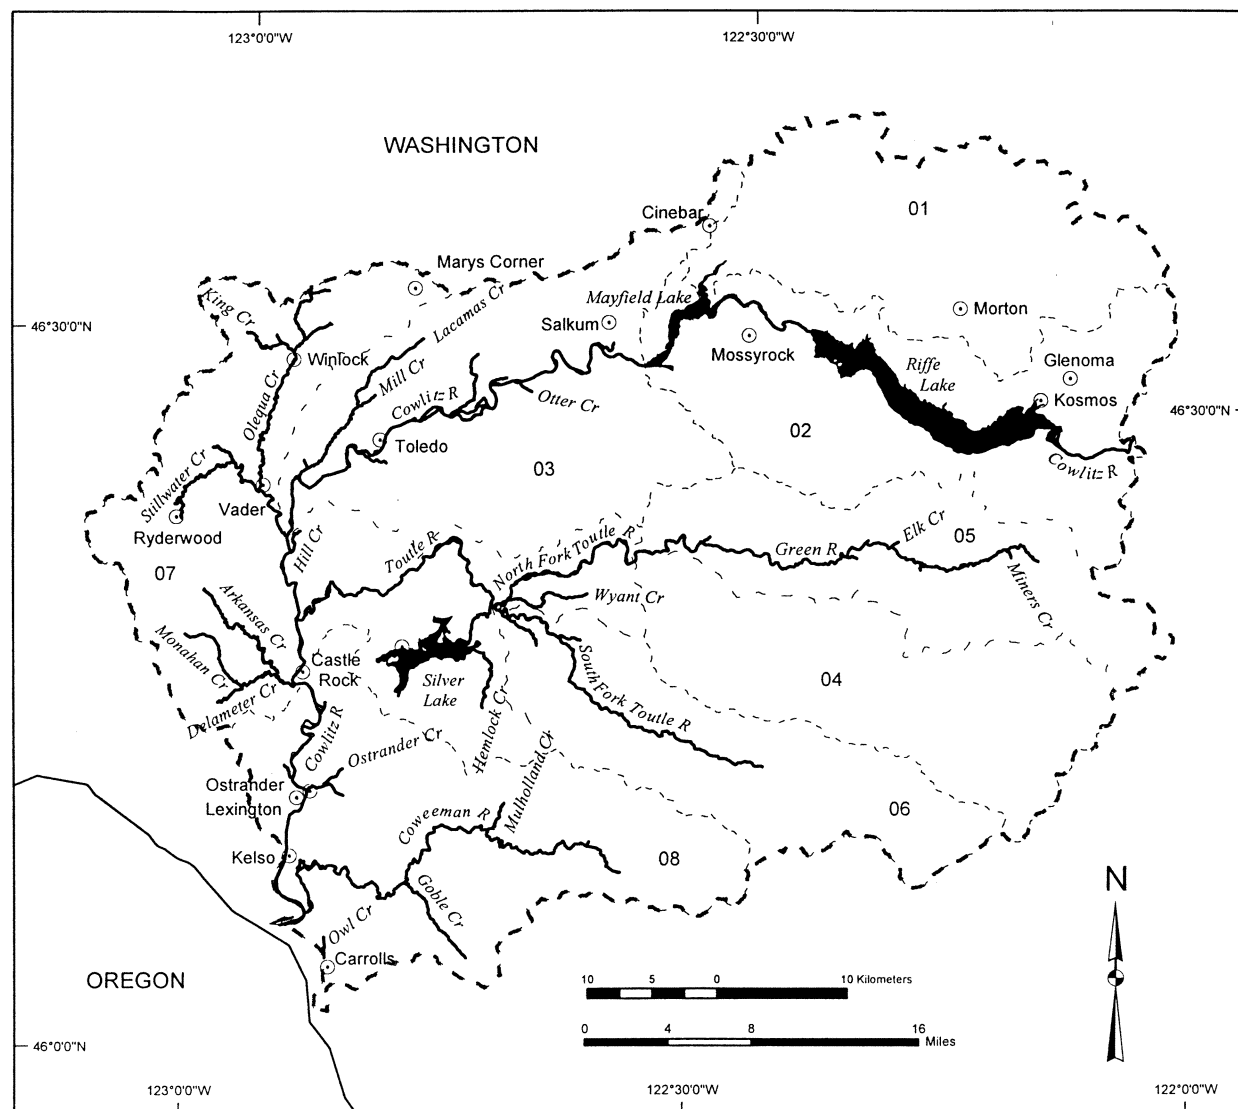 123°0'0"W
122°30'0"W
WASHINGTON
Cinebar
01
Marys Corner
King Cr
Lacamas Cr
Mayfield Lake
46°30'0"N
Salkum
Morton
Winlock
Mossyrock
Riffe
Lake
Glenoma
Mill Cr
Kosmos
Olequa Cr
Cowlitz R
Otter Cr
46°30'0"N
Toledo
02
03
Cowlitz R
Stillwater Cr
Vader
Ryderwood
Hill Cr
Toutle R
North Fork Toutle R
Elk Cr
05
Green R
07
Miners Cr
Arkansas Cr
Wyant Cr
Monahan Cr
Castle
Rock
Silver
Lake
South Fork Toutle R
04
Delameter Cr
Hemlock Cr
Cowlitz R
Ostrander Cr
Mulholland Cr
Ostrander
Lexington
06
Coweeman R
Kelso
08
Goble Cr
Owl Cr
N
Carrolls
OREGON
10 5 0 10 Kilometers
0 4 8 16 Miles
46°0'0"N
123°0'0"W
122°30'0"W
122°0'0"W